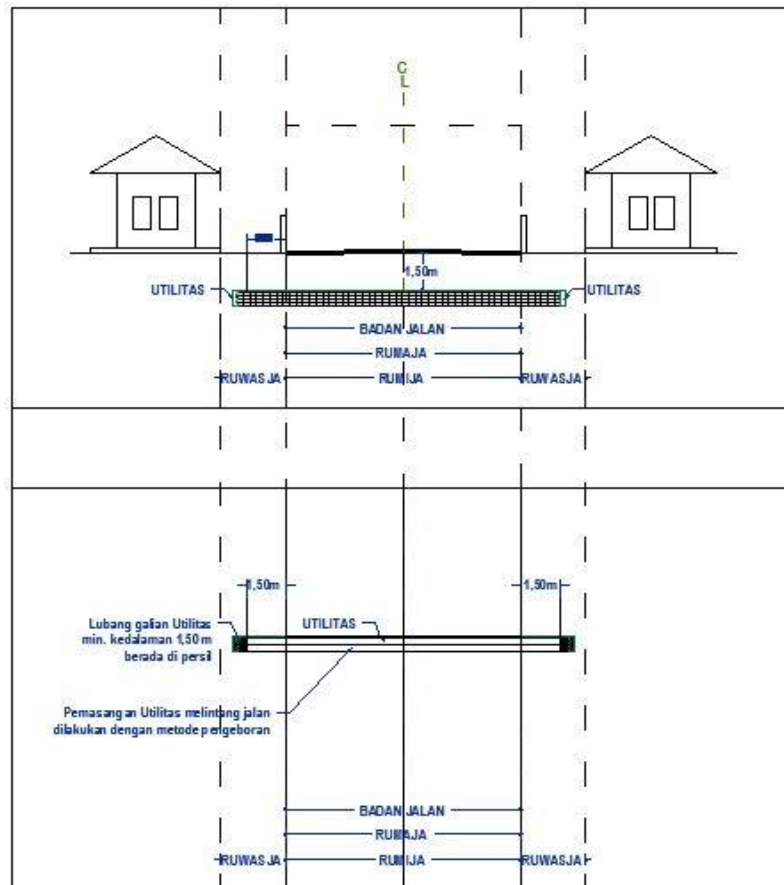 C
L
1,50m
UTILITAS
UTILITAS
BADAN JALAN
RUMAJA
RUWASJA
RUMIJA
RUWASJA
1,50m
1,50m
Lubang galian Utilitas
min. kedalaman 1,50 m
berada di persil
UTILITAS
Pemasangan Utilitas melintang jalan
dilakukan dengan metode pengeboran
BADAN JALAN
RUMAJA
RUWASJA
RUMIJA
RUWASJA